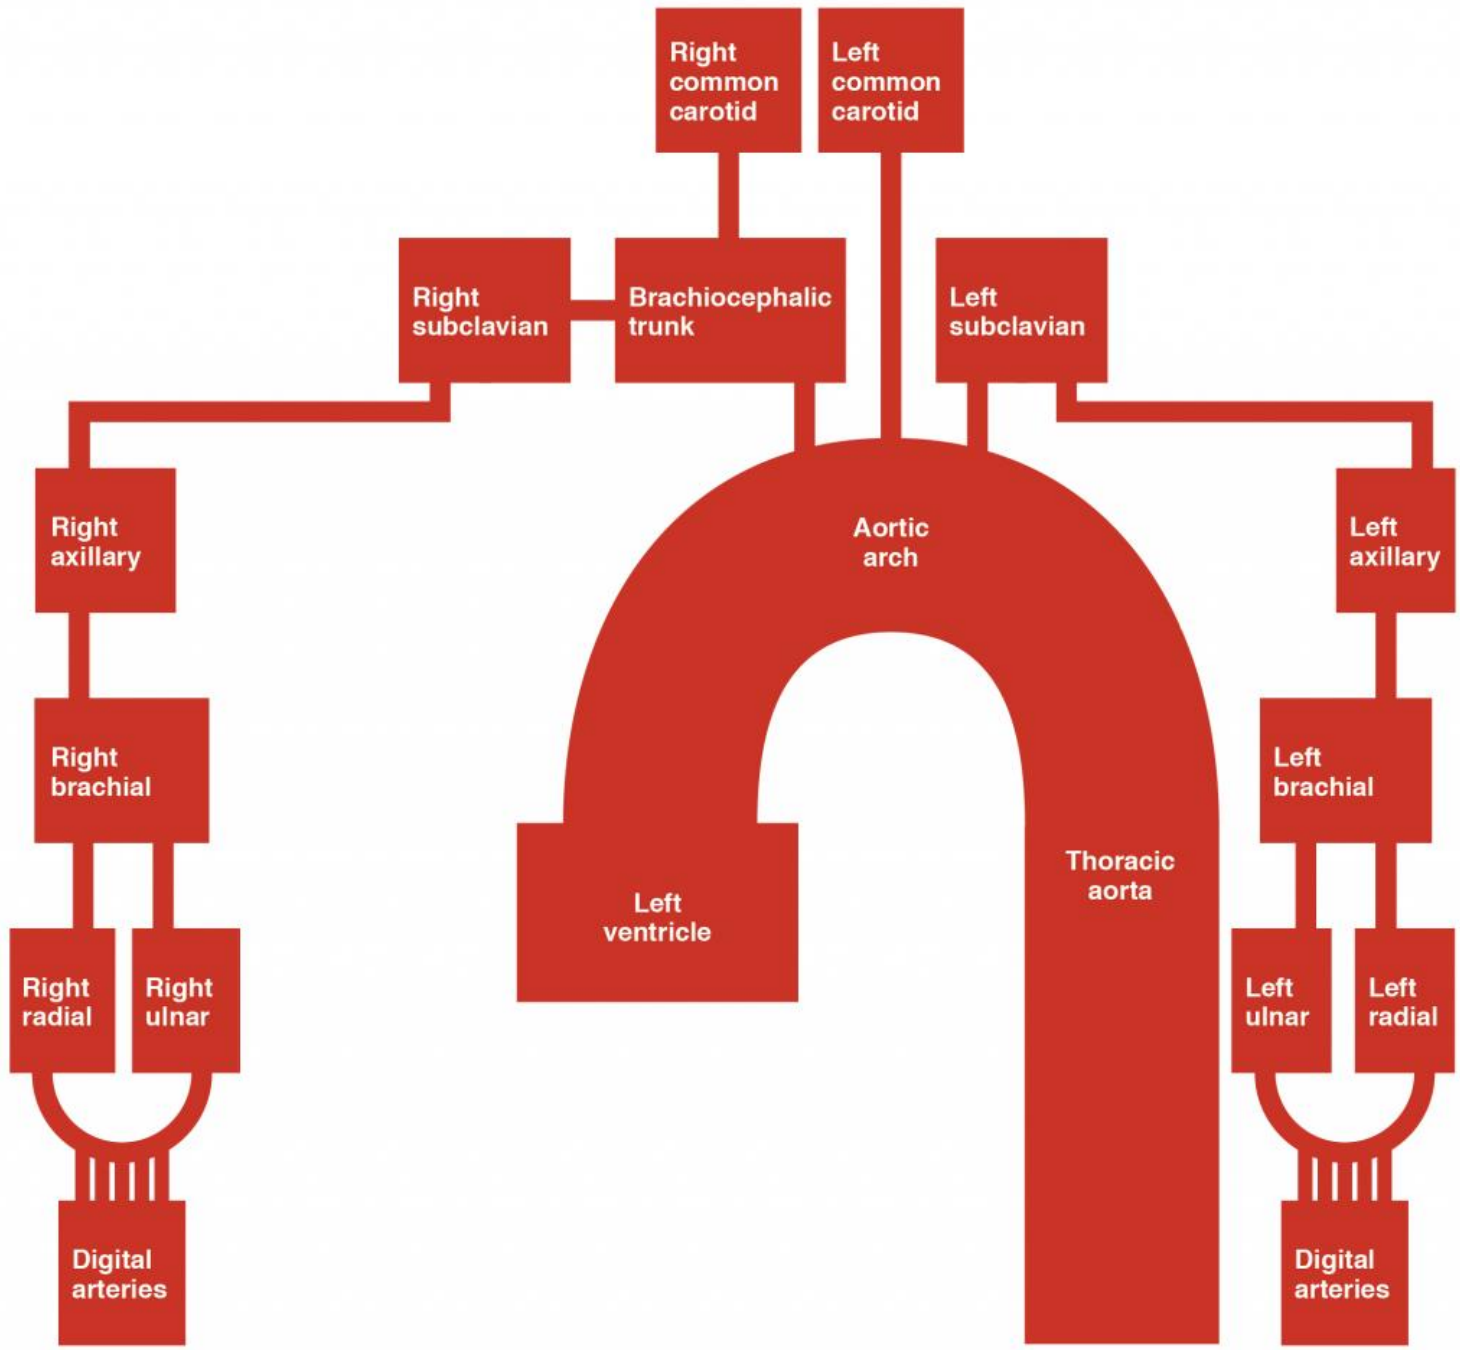 Right
common
carotid
Left
common
carotid
Right
subclavian
Brachiocephalic
trunk
Left
subclavian
Right
axillary
Aortic
arch
Left
axillary
Right
brachial
Left
brachial
Thoracic
aorta
Left
ventricle
Right
radial
Right
ulnar
Left
ulnar
Left
radial
Digital
arteries
Digital
arteries